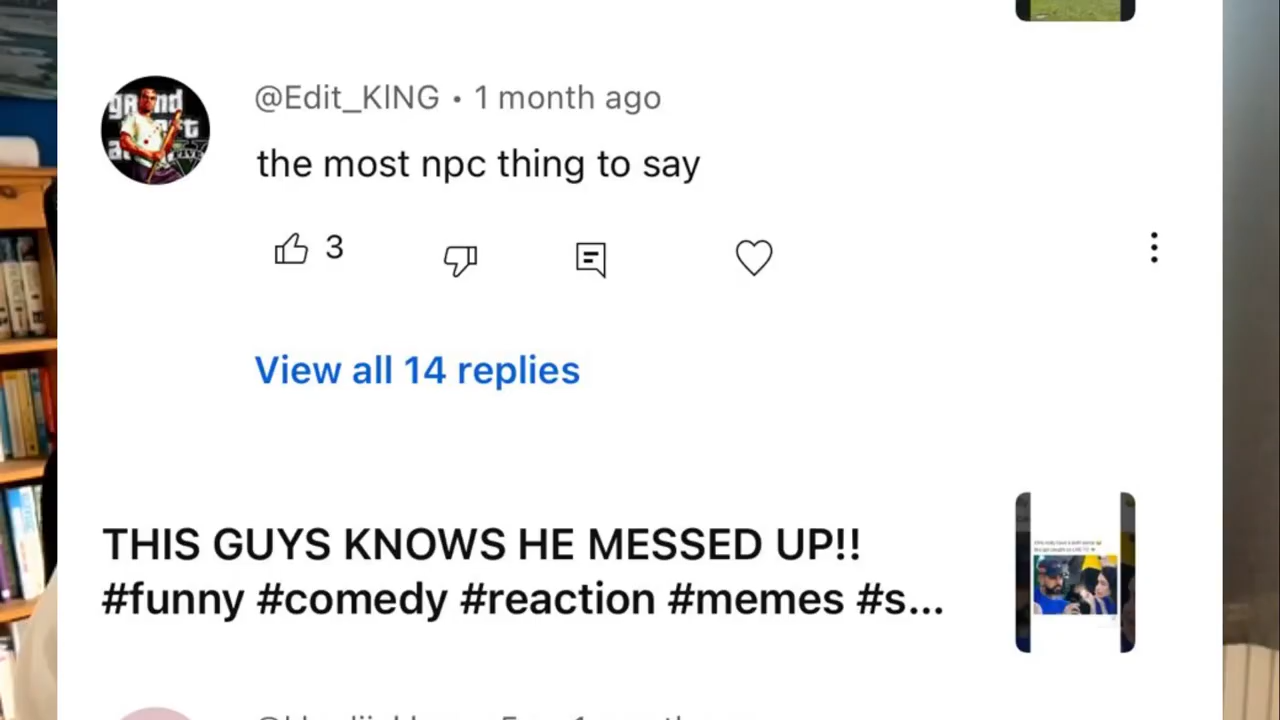 @Edit_KING • 1 month ago
the most npc thing to say
3
View all 14 replies
THIS GUYS KNOWS HE MESSED UP!!
#funny #comedy #reaction #memes #s...